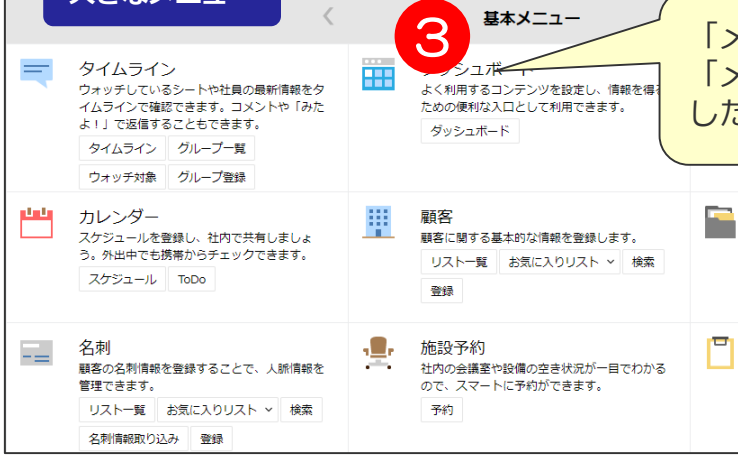 大きなメニュー
基本メニュー
3
「メ
「メ
した
タイムライン
ウォッチしているシートや社員の最新情報をタ
イムラインで確認できます。コメントや「みた
よ！」で返信することもできます。
タイムライン グループ一覧
ウォッチ対象 グループ登録
ダッシュボード
よく利用するコンテンツを設定し、情報を得
ための便利な入口として利用できます。
ダッシュボード
カレンダー
スケジュールを登録し、社内で共有しましょ
う。外出中でも携帯からチェックできます。
スケジュール ToDo
顧客
顧客に関する基本的な情報を登録します。
リスト一覧 お気に入りリスト 検索
登録
名刺
顧客の名刺情報を登録することで、人脈情報を
管理できます。
リスト一覧 お気に入りリスト 検索
名刺情報取り込み 登録
施設予約
社内の会議室や設備の空き状況が一目でわかる
ので、スマートに予約ができます。
予約